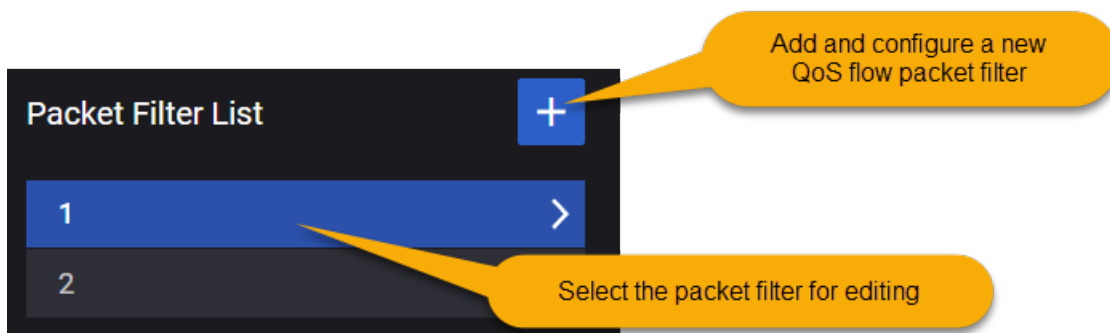 Add and configure a new
QoS flow packet filter
Packet Filter List
+
1
2
Select the packet filter for editing